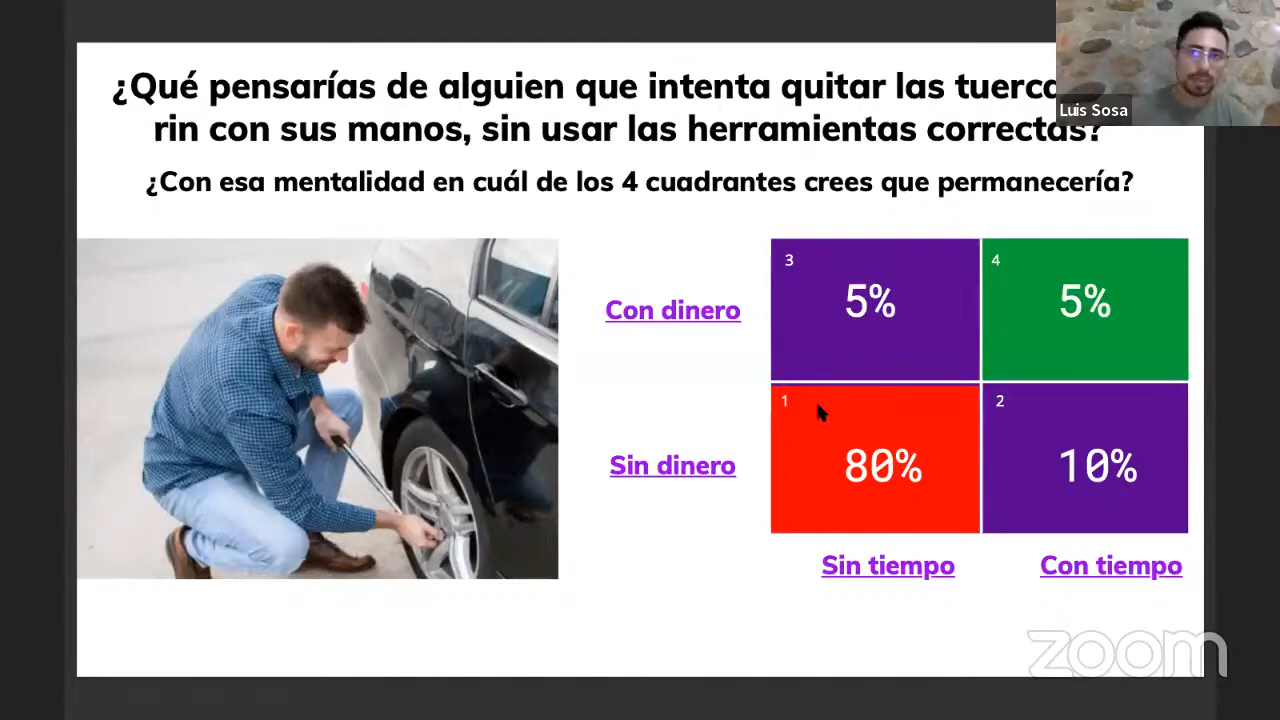 ¿Qué pensarías de alguien que intenta quitar las
rin con sus manos, sin usar las herramientas correctas?
¿Con esa mentalidad en cuál de los 4 cuadrantes crees que permanecería?
Luis Sosa
3
5%
4
5%
Con dinero
1
80%
2
10%
Sin dinero
Sin tiempo
Con tiempo
zoom